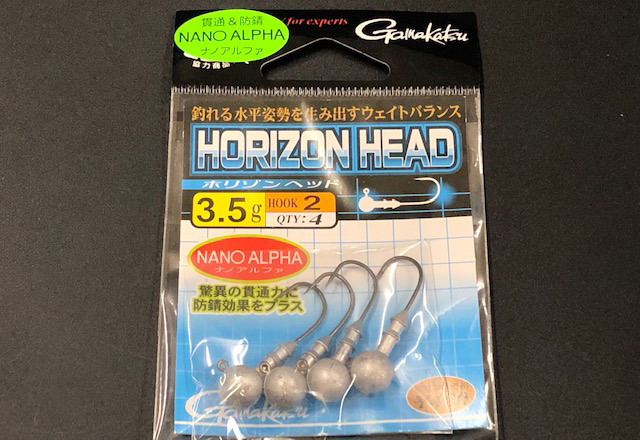 貫通&防錆
NANO ALPHA
ナノアルファ
for experts
Gamakatsu
釣れる水平姿勢を生み出すウェイトバランス
HORIZON HEAD
ホリゾンヘッド
3.5g
HOOK 2
QTY:4
NANO ALPHA
ナノアルファ
驚異の貫通力に
防錆効果をプラス
Gamakatsu